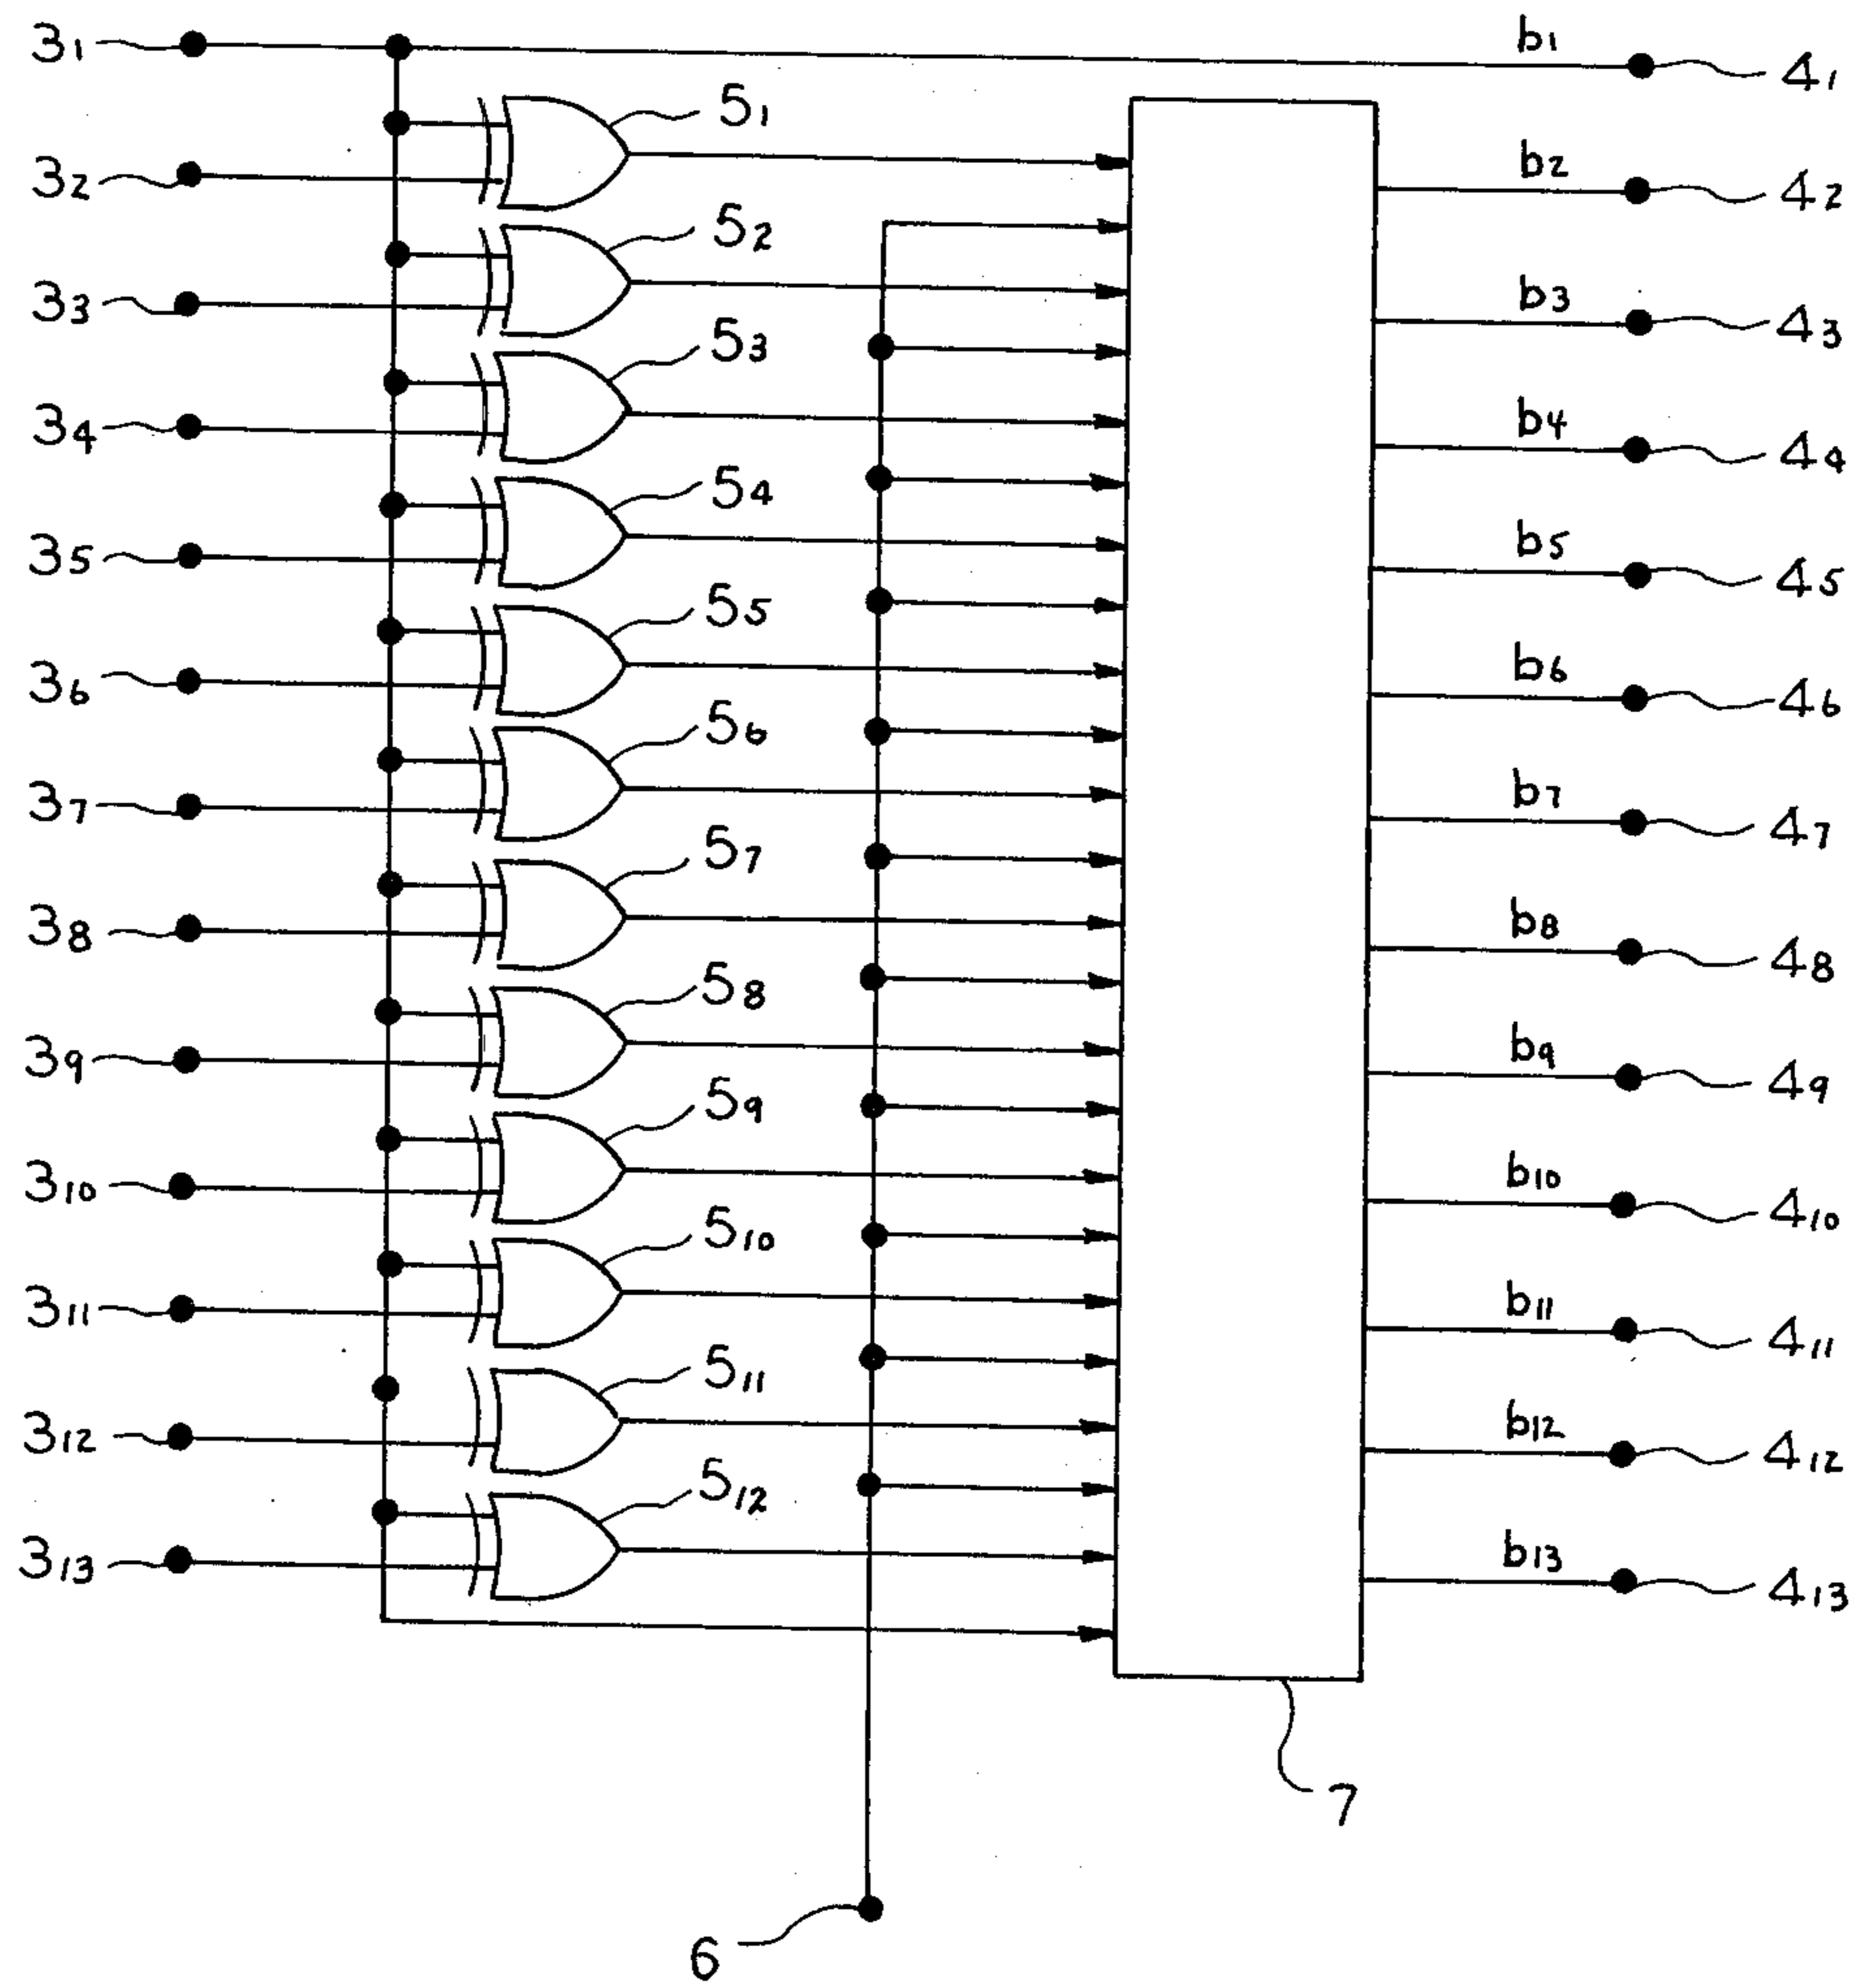 3₁ b₁ 4₁
5₁
3₂ b₂ 4₂
5₂
3₃ b₃ 4₃
5₃
3₄ b₄ 4₄
5₄
3₅ b₅ 4₅
5₅
3₆ b₆ 4₆
5₆
3₇ b₇ 4₇
5₇
3₈ b₈ 4₈
5₈
3₉ b₉ 4₉
5₉
3₁₀ b₁₀ 4₁₀
5₁₀
3₁₁ b₁₁ 4₁₁
5₁₁
3₁₂ b₁₂ 4₁₂
5₁₂
3₁₃ b₁₃ 4₁₃
7
6